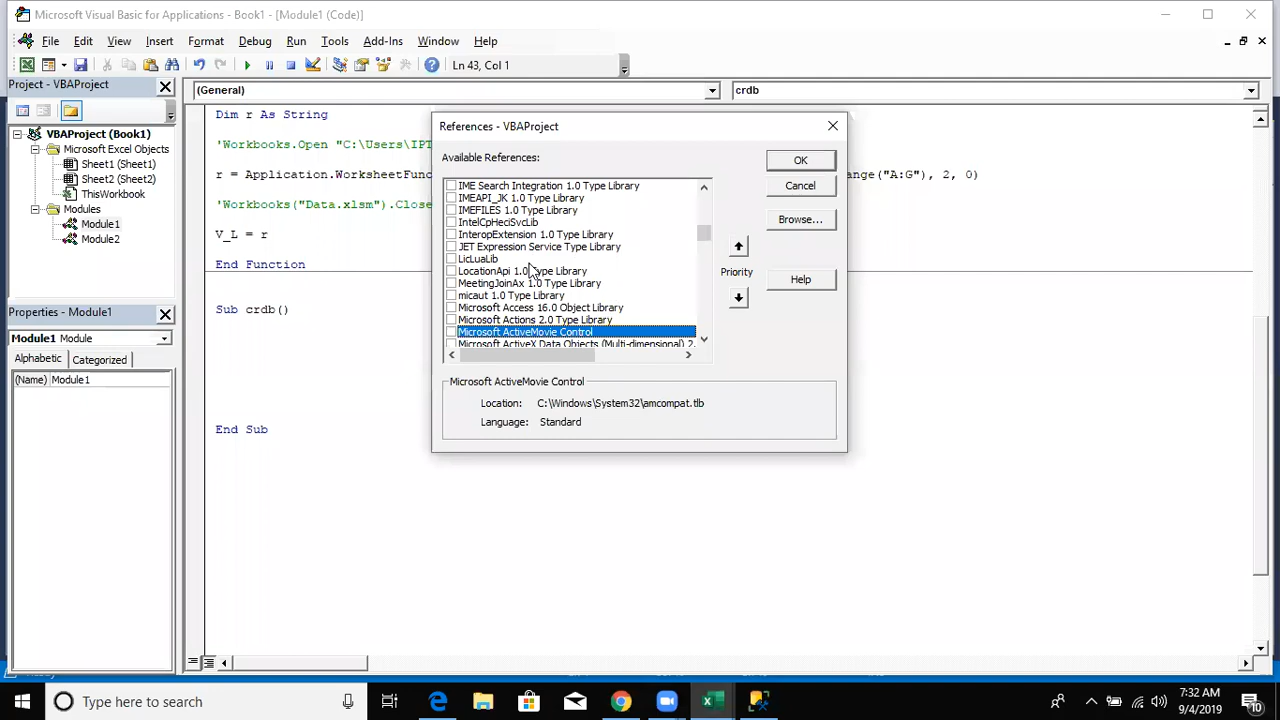 Microsoft Visual Basic for Applications - Book1 - [Module1 (Code)]
File Edit View Insert Format Debug Run Tools Add-Ins Window Help
Ln 43, Col 1
Project - VBAProject
(General)
crdb
VBAProject (Book1)
Microsoft Excel Objects
Sheet1 (Sheet1)
Sheet2 (Sheet2)
ThisWorkbook
Modules
Module1
Module2
Properties - Module1
Module1 Module
Alphabetic Categorized
(Name) Module1
Dim r As String
'Workbooks.Open "C:\Users\IPT
r = Application.WorksheetFunc
ange("A:G"), 2, 0)
'Workbooks("Data.xlsm").Close
V_L = r
End Function
Sub crdb()
End Sub
References - VBAProject
Available References:
IME Search Integration 1.0 Type Library
IMEAPI_JK 1.0 Type Library
IMEFILES 1.0 Type Library
IntelCpHeciSvcLib
InteropExtension 1.0 Type Library
JET Expression Service Type Library
LicLuaLib
LocationApi 1.0 Type Library
MeetingJoinAx 1.0 Type Library
micaut 1.0 Type Library
Microsoft Access 16.0 Object Library
Microsoft Actions 2.0 Type Library
Microsoft ActiveMovie Control
Microsoft ActiveX Data Objects (Multi-dimensional) 2.
OK
Cancel
Browse...
Priority
Help
Microsoft ActiveMovie Control
Location: C:\Windows\System32\amcompat.tlb
Language: Standard
Type here to search
7:32 AM
9/4/2019
10